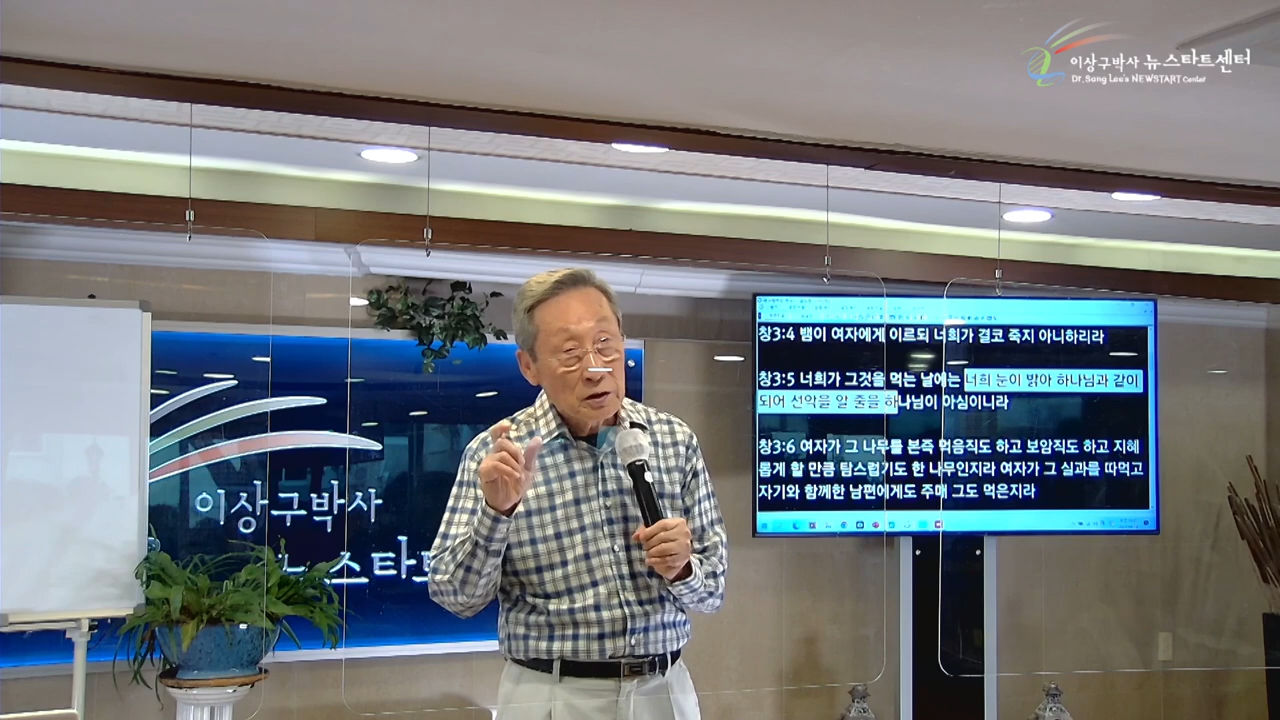 이상구박사 뉴스타트센터
Dr. Sang Lee's NEWSTART Center
창3:4 뱀이 여자에게 이르되 너희가 결코 죽지 아니하리라
창3:5 너희가 그것을 먹는 날에는 너희 눈이 밝아 하나님과 같이
되어 선악을 알 줄을 하나님이 아심이니라
창3:6 여자가 그 나무를 본즉 먹음직도 하고 보암직도 하고 지혜
롭게 할 만큼 탐스럽기도 한 나무인지라 여자가 그 실과를 따먹고
자기와 함께한 남편에게도 주매 그도 먹은지라
이상구박사
뉴스타트